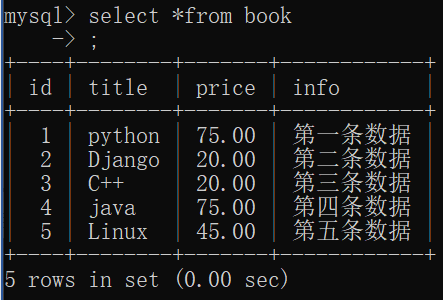 mysql> select *from book
    -> ;
+----+--------+-------+------------+
| id | title  | price | info       |
+----+--------+-------+------------+
|  1 | python | 75.00 | 第一条数据 |
|  2 | Django | 20.00 | 第二条数据 |
|  3 | C++    | 20.00 | 第三条数据 |
|  4 | java   | 75.00 | 第四条数据 |
|  5 | Linux  | 45.00 | 第五条数据 |
+----+--------+-------+------------+
5 rows in set (0.00 sec)